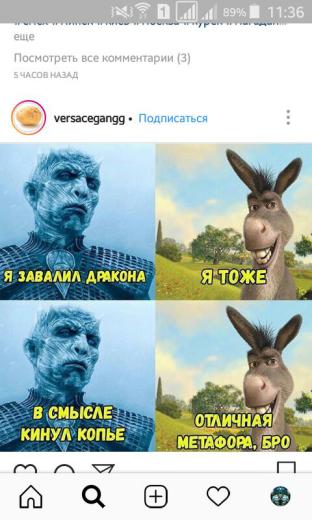 89% 11:36
еще
Посмотреть все комментарии (3)
5 ЧАСОВ НАЗАД
versacegangg • Подписаться
Я ЗАВАЛИЛ ДРАКОНА
Я ТОЖЕ
В СМЫСЛЕ
КИНУЛ КОПЬЕ
ОТЛИЧНАЯ
МЕТАФОРА, БРО